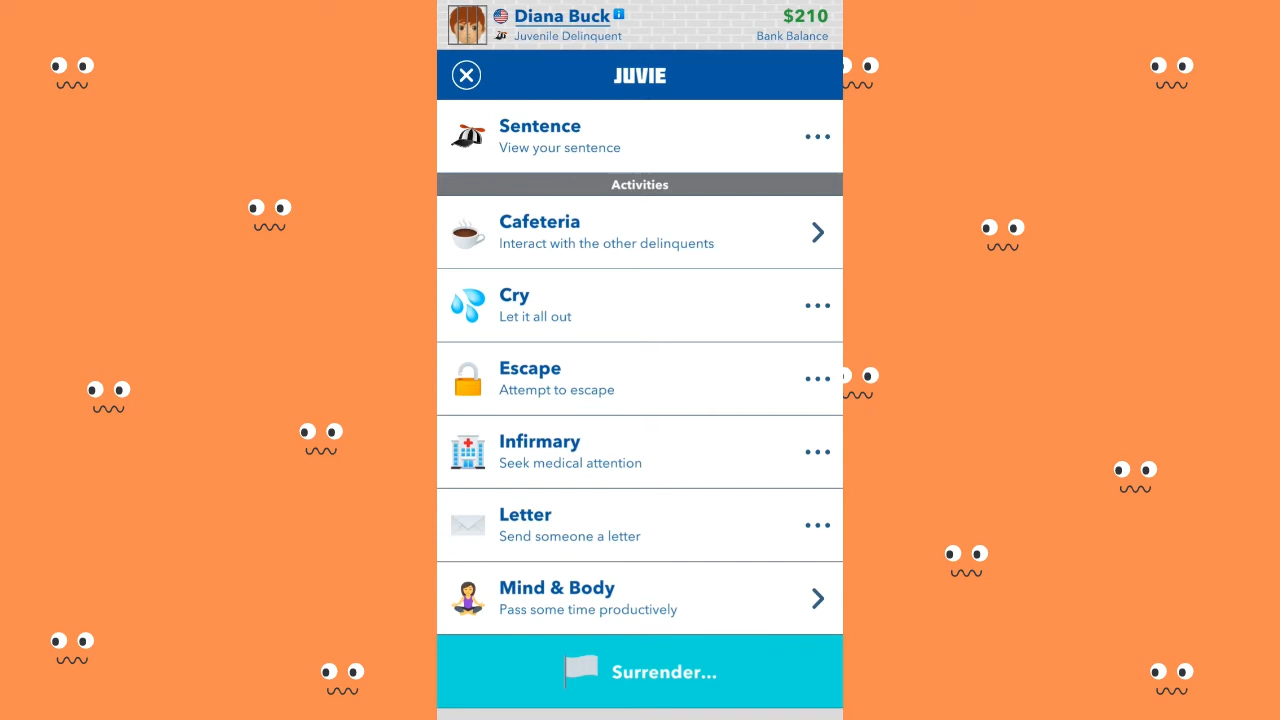 Diana Buck
$210
Juvenile Delinquent
Bank Balance
JUVIE
Sentence
View your sentence
Activities
Cafeteria
Interact with the other delinquents
Cry
Let it all out
Escape
Attempt to escape
Infirmary
Seek medical attention
Letter
Send someone a letter
Mind & Body
Pass some time productively
Surrender...